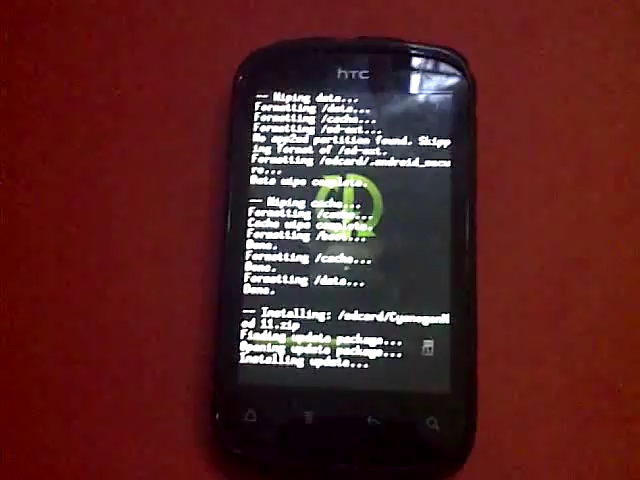 hTC
-- Wiping data...
Formatting /data...
Formatting /cache...
Formatting /sd-ext...
No app2sd partition found. Skipp
ing format of /sd-ext.
Formatting /sdcard/.android_secu
re...
Data wipe complete.
-- Wiping cache...
Formatting /cache...
Cache wipe complete.
Formatting /boot...
Done.
Formatting /cache...
Done.
Formatting /data...
Done.
-- Installing: /sdcard/CyanogenM
od 11.zip
Finding update package...
Opening update package...
Installing update...